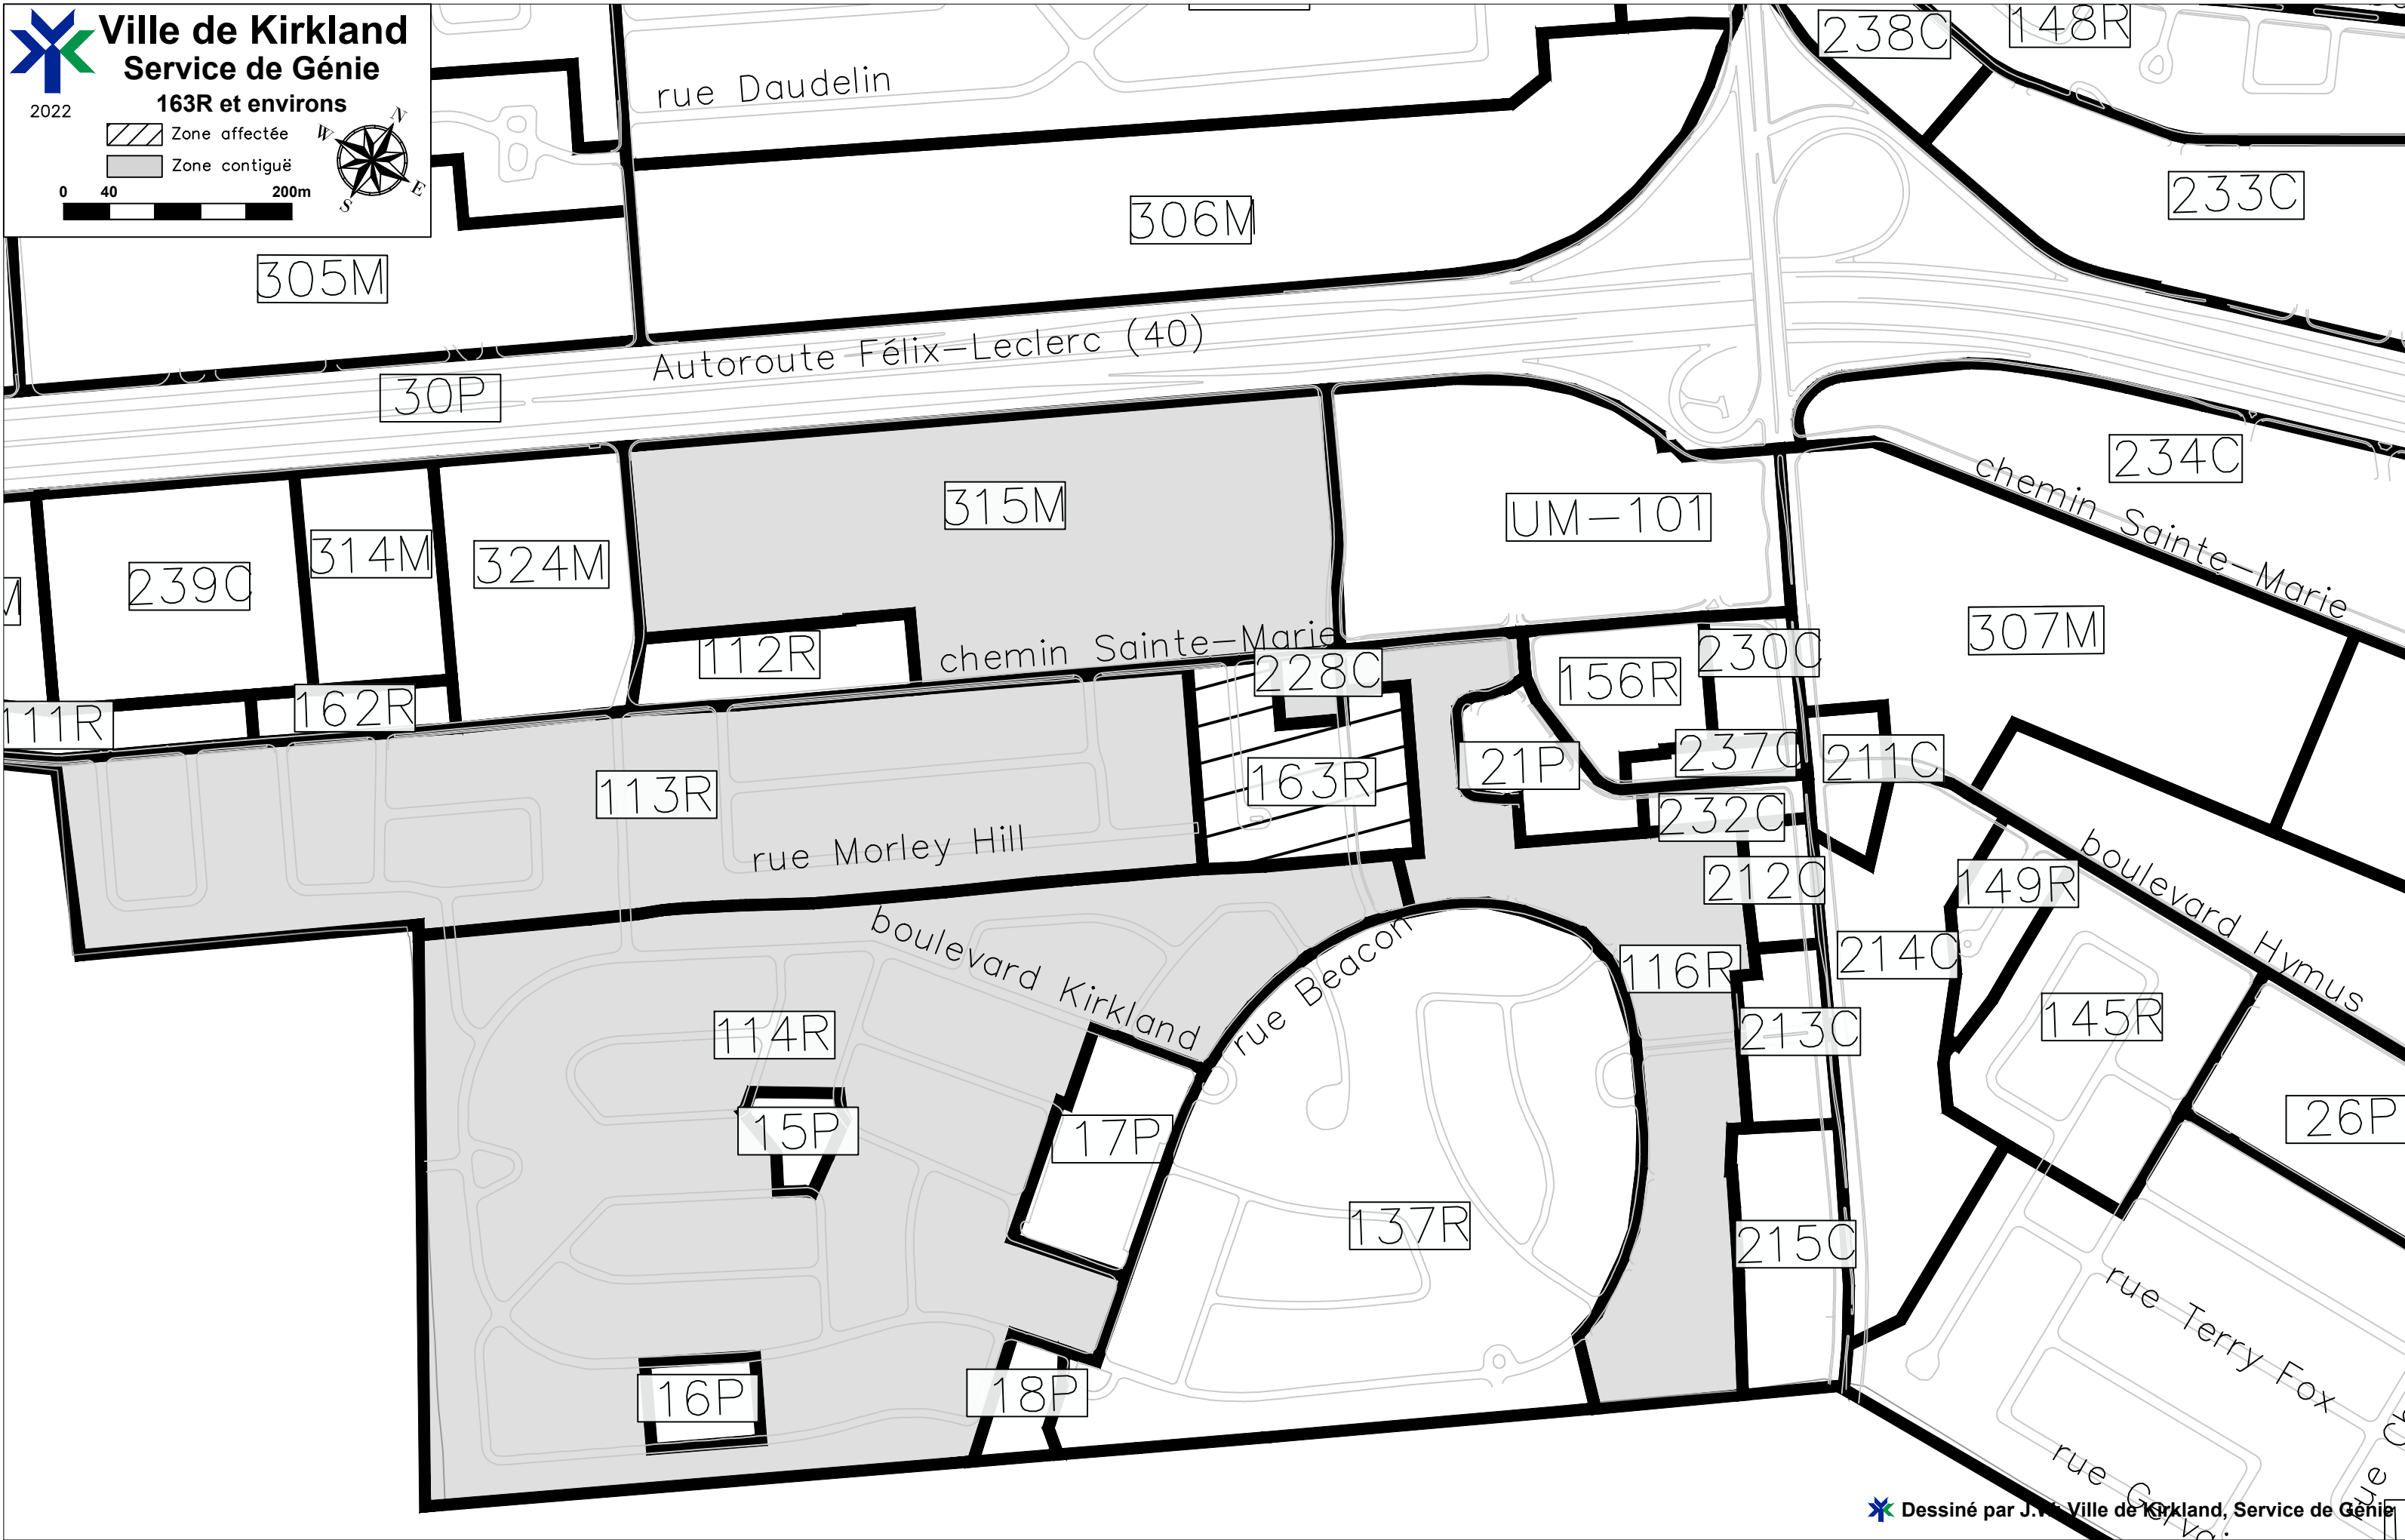 Ville de Kirkland
Service de Génie
2022
163R et environs
Zone affectée
Zone contiguë
N
W
E
S
0 40 200m
rue Daudelin
238C
148R
233C
306M
305M
Autoroute Félix-Leclerc (40)
30P
234C
chemin Sainte-Marie
315M
UM-101
239C
314M
324M
307M
112R
chemin Sainte-Marie
228C
156R
230C
111R
162R
113R
163R
21P
237C
211C
232C
rue Morley Hill
212C
149R
boulevard Hymus
boulevard Kirkland
rue Beacon
116R
214C
114R
213C
145R
15P
17P
26P
137R
215C
rue Terry Fox
16P
18P
rue
rue
Dessiné par J.V. Ville de Kirkland, Service de Génie